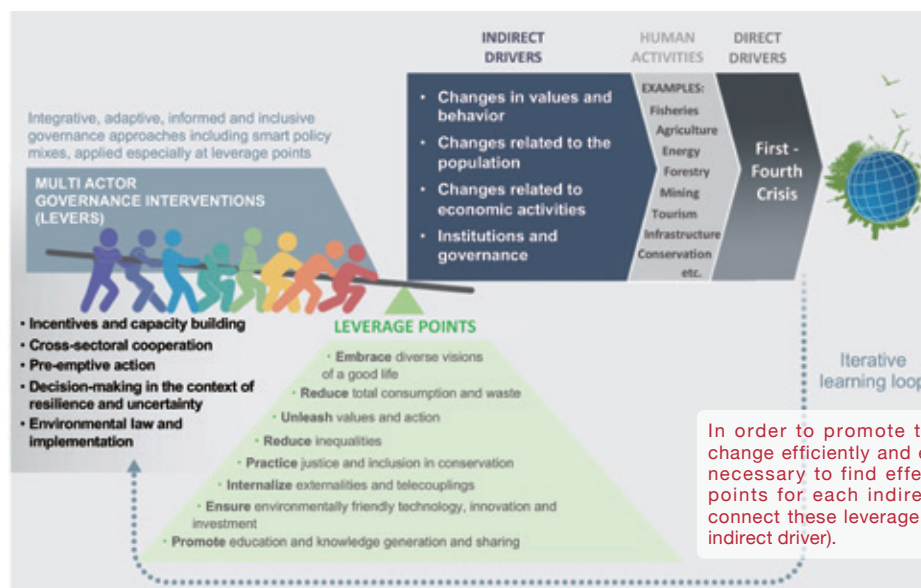 INDIRECT
DRIVERS
HUMAN
ACTIVITIES
DIRECT
DRIVERS
• Changes in values and
behavior
• Changes related to the
population
• Changes related to
economic activities
• Institutions and
governance
EXAMPLES:
Fisheries
Agriculture
Energy
Forestry
Mining
Tourism
Infrastructure
Conservation
etc.
First -
Fourth
Crisis
Integrative, adaptive, informed and inclusive
governance approaches including smart policy
mixes, applied especially at leverage points
MULTI ACTOR
GOVERNANCE INTERVENTIONS
(LEVERS)
• Incentives and capacity building
• Cross-sectoral cooperation
• Pre-emptive action
• Decision-making in the context of
resilience and uncertainty
• Environmental law and
implementation
LEVERAGE POINTS
• Embrace diverse visions
of a good life
• Reduce total consumption and waste
• Unleash values and action
• Reduce inequalities
• Practice justice and inclusion in conservation
• Internalize externalities and telecouplings
• Ensure environmentally friendly technology, innovation and
investment
• Promote education and knowledge generation and sharing
Iterative
learning loop
In order to promote
change efficiently and
necessary to find
points for each
connect these leverage
indirect driver).